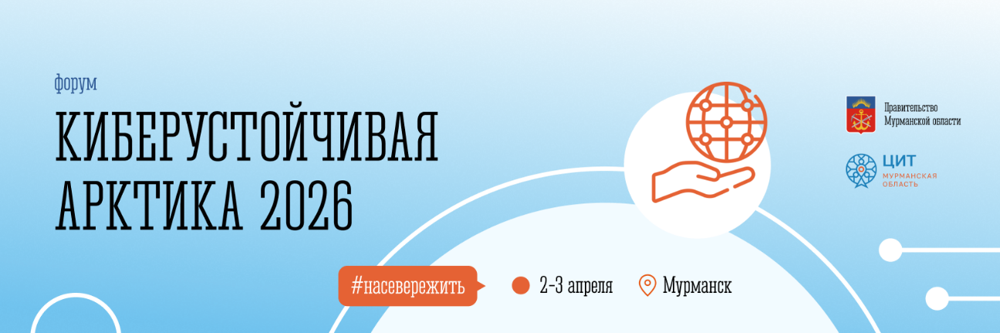 форум
КИБЕРУСТОЙЧИВАЯ
АРКТИКА 2026
#насевережить
2-3 апреля
Мурманск
Правительство
Мурманской области
ЦИТ
МУРМАНСКАЯ
ОБЛАСТЬ